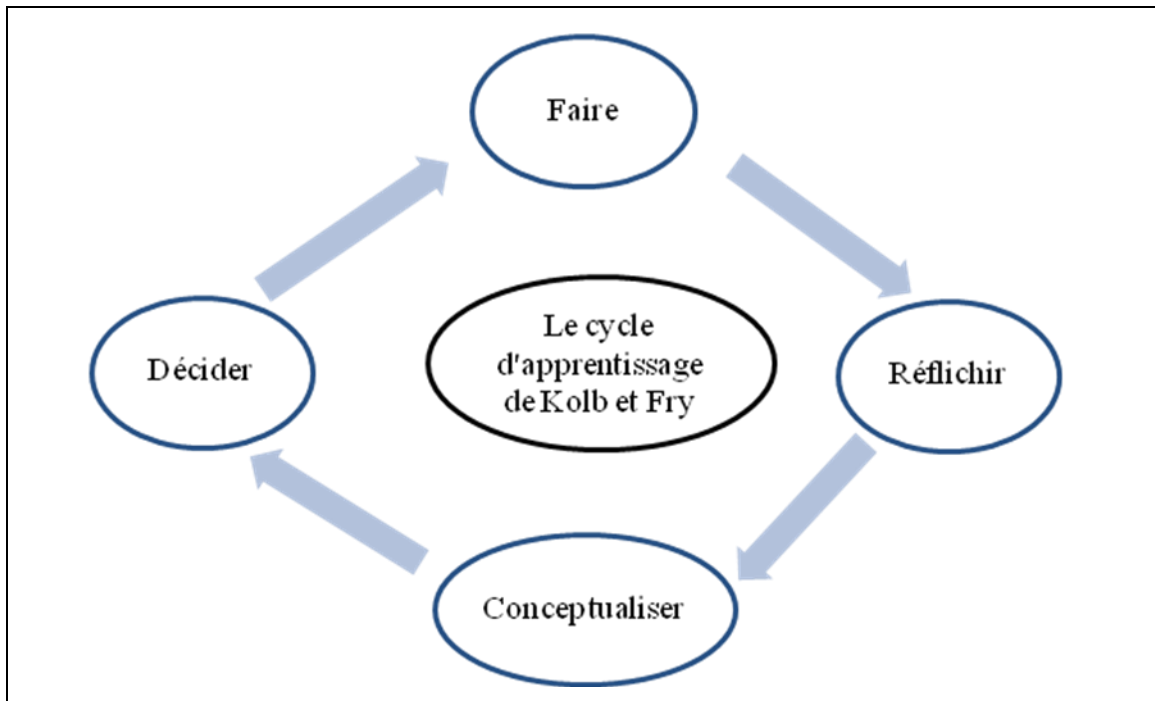 Faire
Le cycle
d'apprentissage
de Kolb et Fry
Décider
Réflichir
Conceptualiser